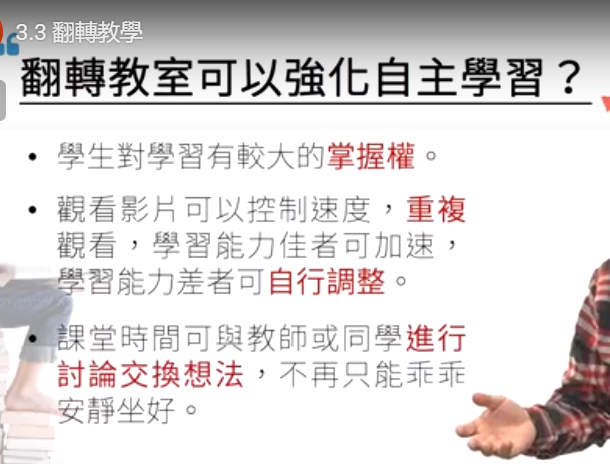 3.3 翻轉教學
翻轉教室可以強化自主學習？
• 學生對學習有較大的掌握權。
• 觀看影片可以控制速度，重複
觀看，學習能力佳者可加速，
學習能力差者可自行調整。
• 課堂時間可與教師或同學進行
討論交換想法，不再只能乖乖
安靜坐好。